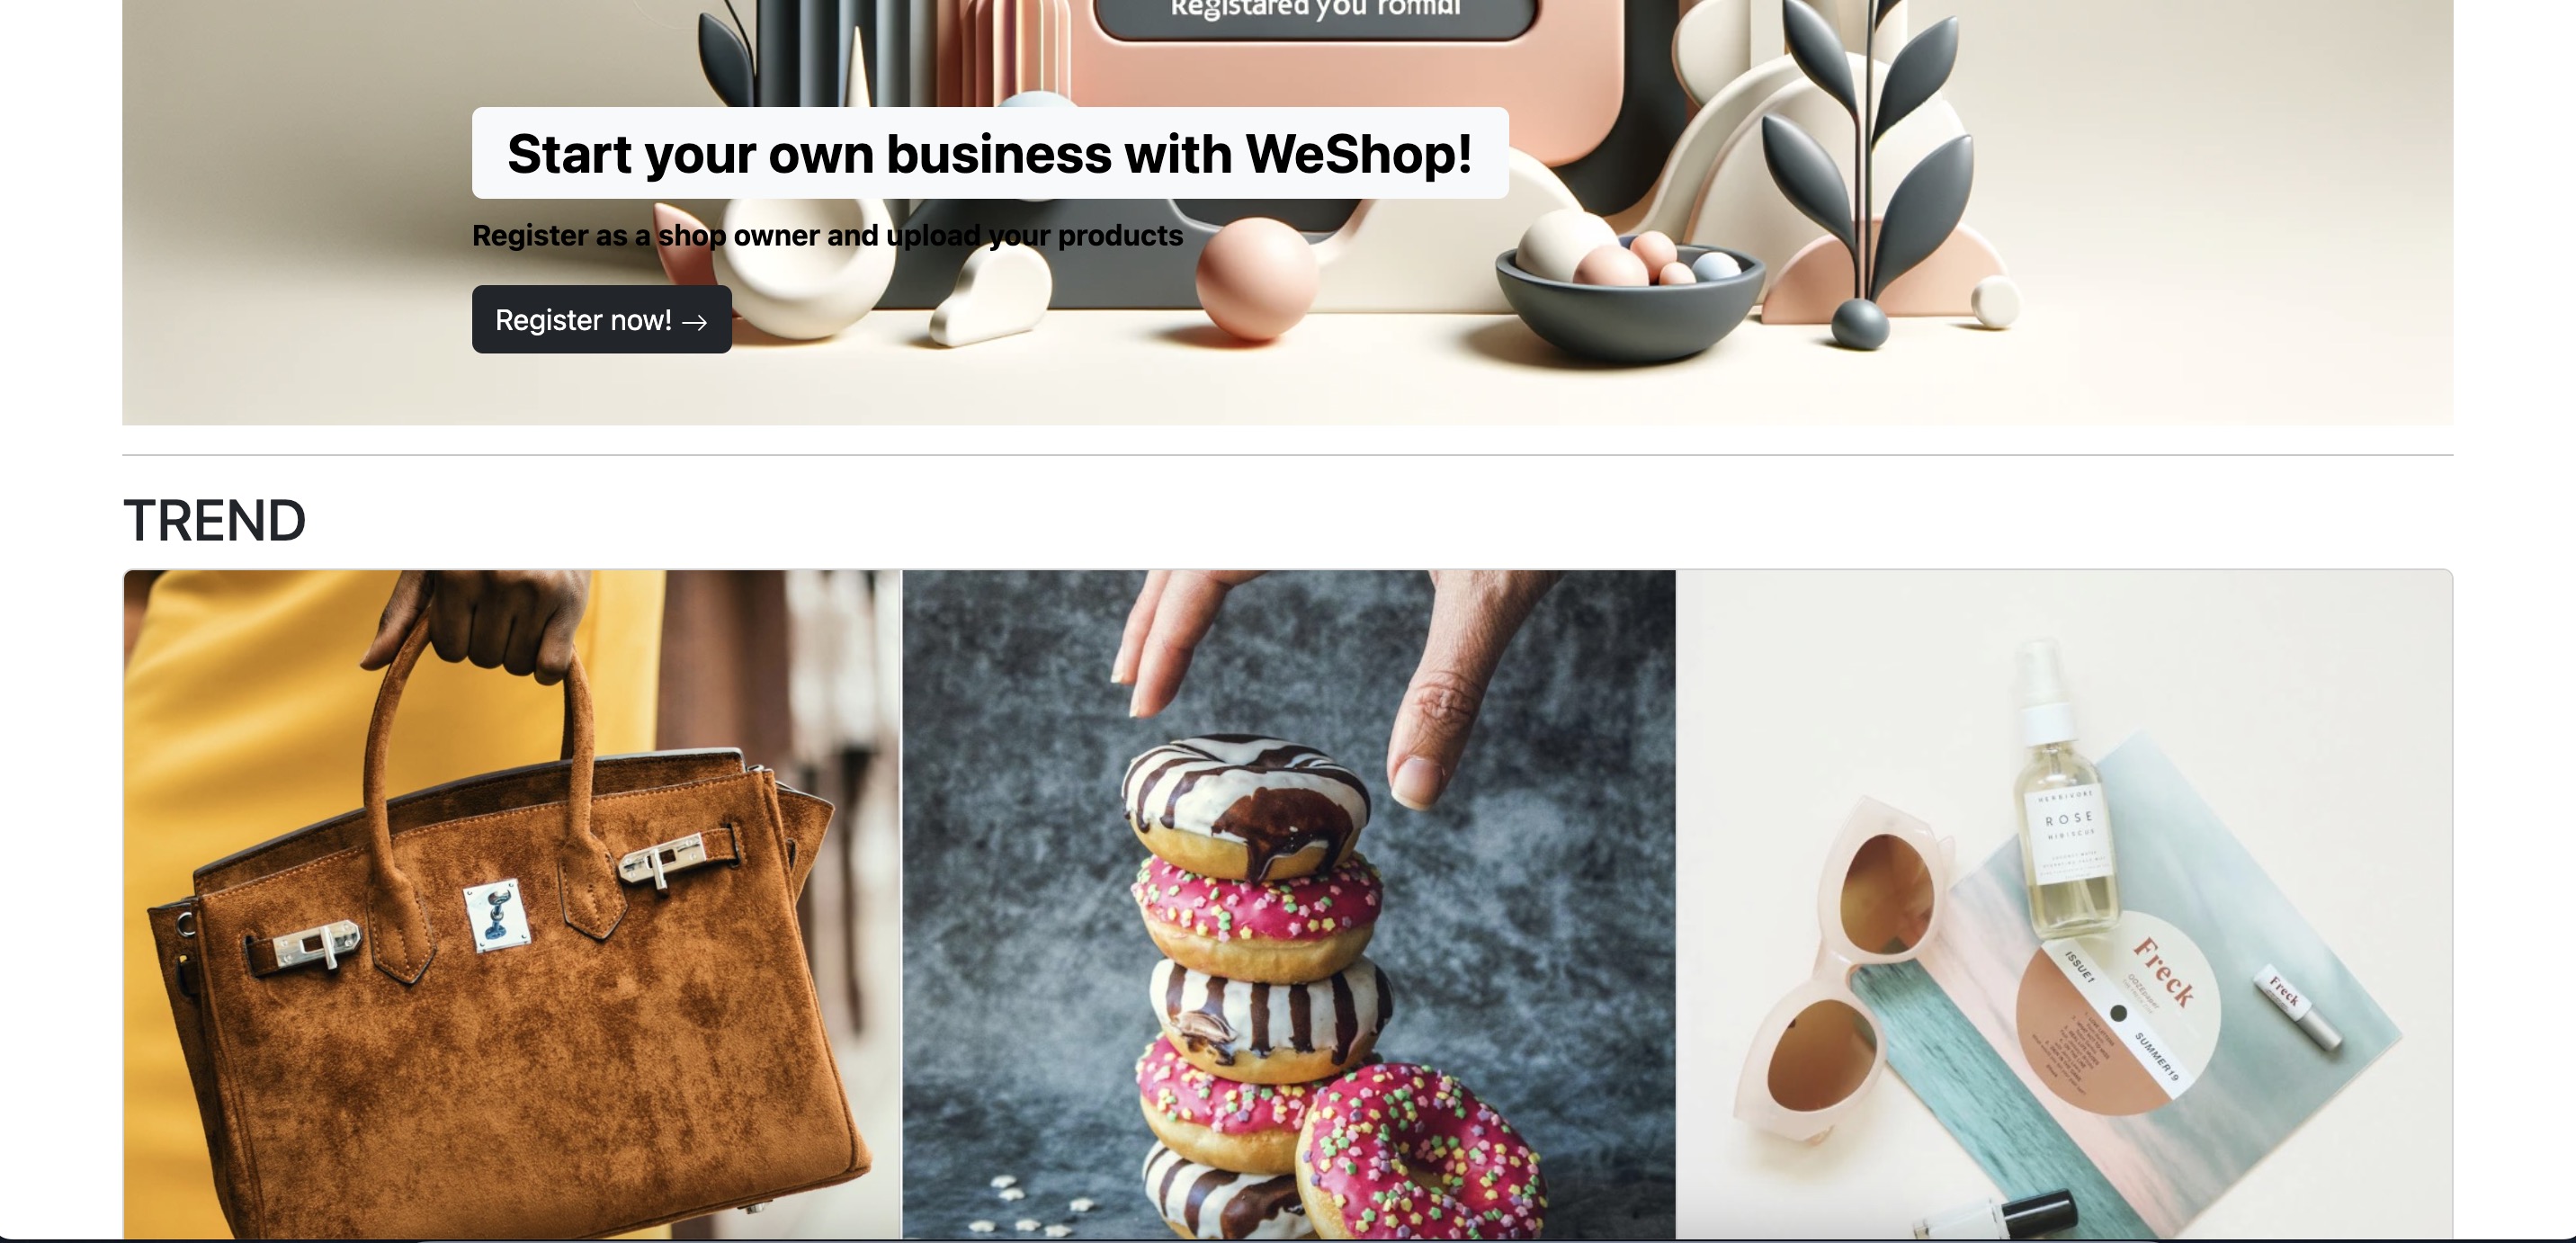 Registared you rombi
Start your own business with WeShop!
Register as a shop owner and upload your products
Register now! →
TREND
HERBIVORE
ROSE
HIBISCUS
Freck
ISSUE1
SUMMER19
Freck